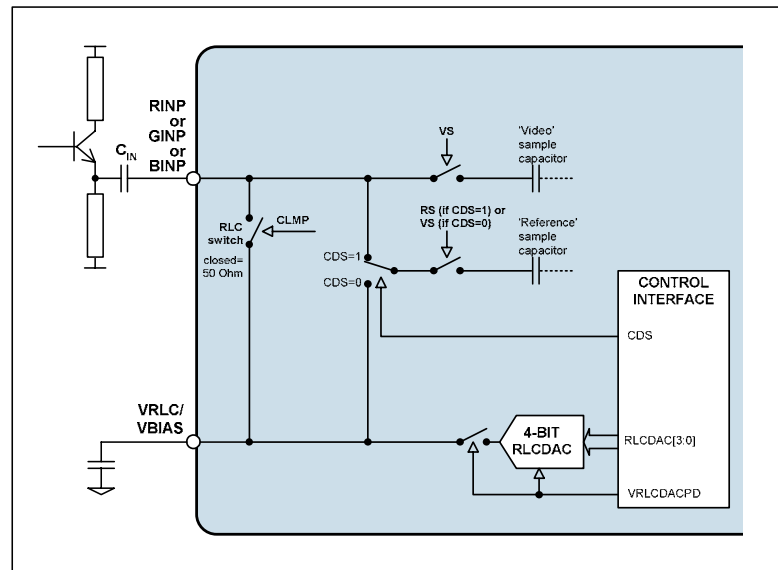 RINP
or
GINP
or
BINP
CIN
VS
'Video'
sample
capacitor
RLC
switch
closed=
50 Ohm
CLMP
RS {if CDS=1} or
VS {if CDS=0}
'Reference'
sample
capacitor
CDS=1
CDS=0
CONTROL
INTERFACE
CDS
VRLC/
VBIAS
4-BIT
RLCDAC
RLCDAC[3:0]
VRLCDACPD